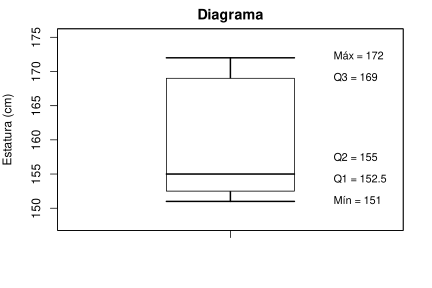 Diagrama
Estatura (cm)
175
170
165
160
155
150
Máx = 172
Q3 = 169
Q2 = 155
Q1 = 152.5
Mín = 151